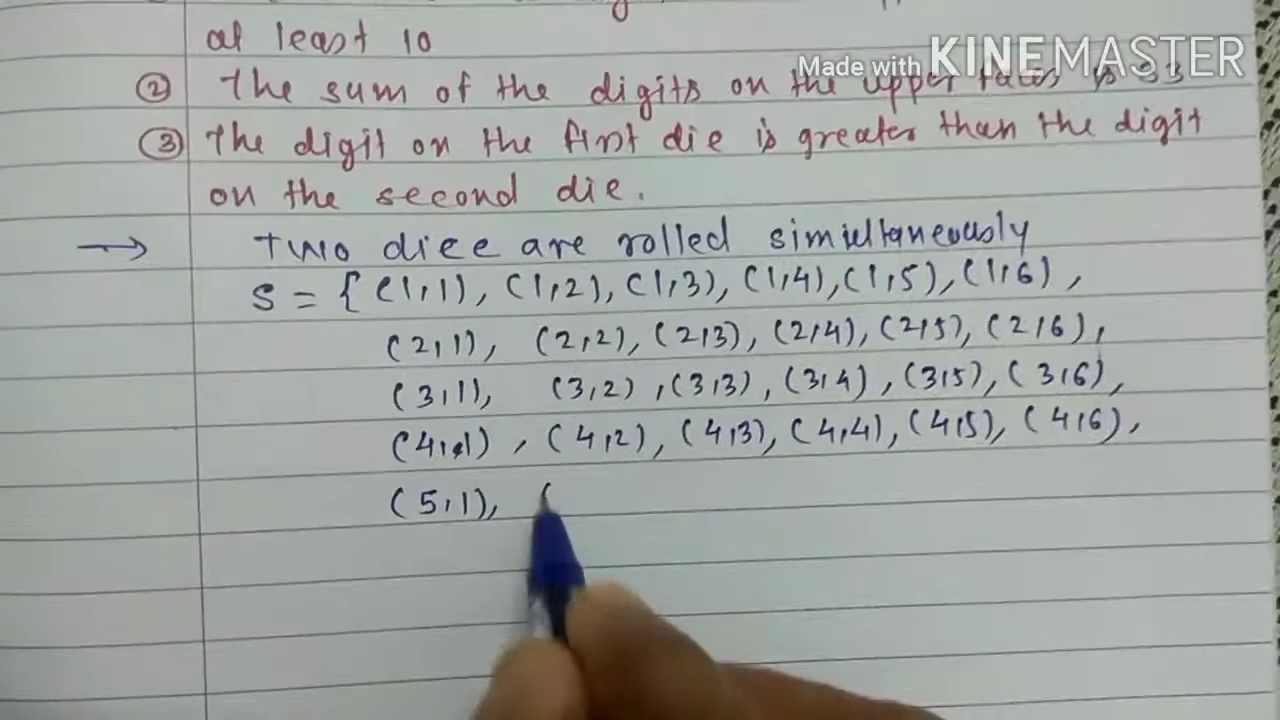 at least 10
Made with KINEMASTER
② The sum of the digits on the upper faces is 33
③ The digit on the first die is greater than the digit
on the second die.
→ Two dice are rolled simultaneously
S = { (1,1), (1,2), (1,3), (1,4), (1,5), (1,6),
(2,1), (2,2), (2,3), (2,4), (2,5), (2,6),
(3,1), (3,2), (3,3), (3,4), (3,5), (3,6),
(4,1), (4,2), (4,3), (4,4), (4,5), (4,6),
(5,1), (